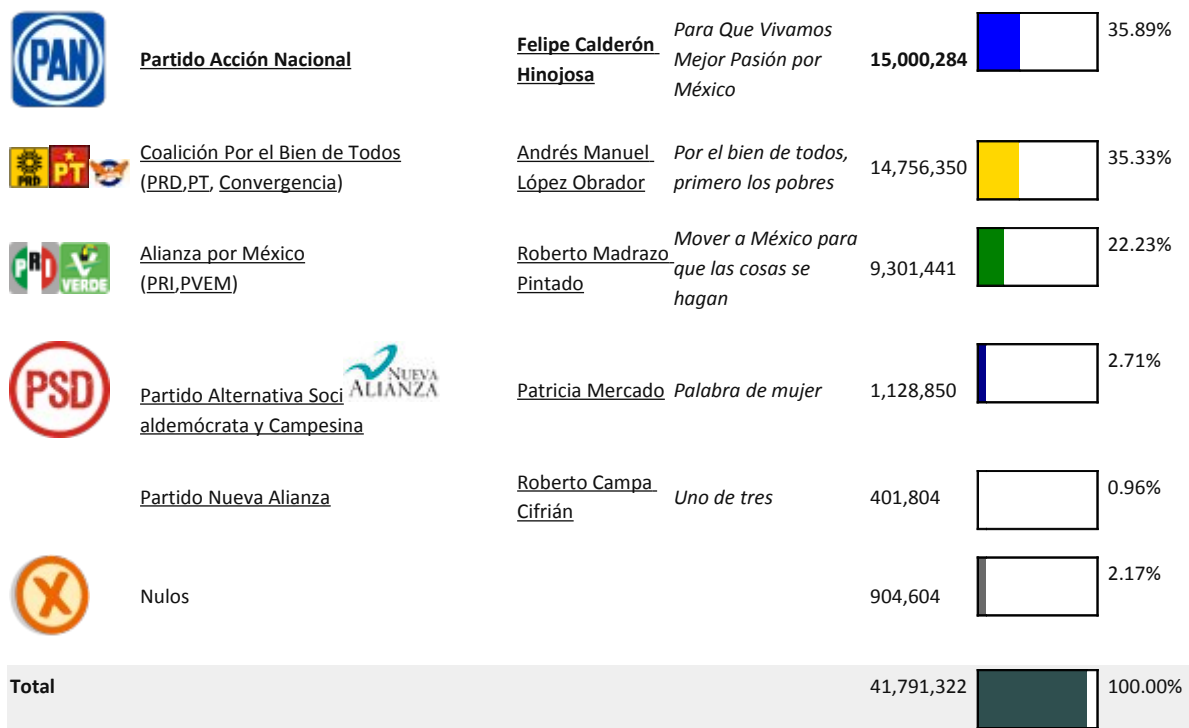 PAN
Partido Acción Nacional
Felipe Calderón
Hinojosa
Para Que Vivamos
Mejor Pasión por
México
15,000,284
35.89%
PRD
PT
Coalición Por el Bien de Todos
(PRD,PT, Convergencia)
Andrés Manuel
López Obrador
Por el bien de todos,
primero los pobres
14,756,350
35.33%
PRI
VERDE
Alianza por México
(PRI,PVEM)
Roberto Madrazo
Pintado
Mover a México para
que las cosas se
hagan
9,301,441
22.23%
PSD
Partido Alternativa Soci
aldemócrata y Campesina
NUEVA
ALIANZA
Patricia Mercado
Palabra de mujer
1,128,850
2.71%
Partido Nueva Alianza
Roberto Campa
Cifrián
Uno de tres
401,804
0.96%
X
Nulos
904,604
2.17%
Total
41,791,322
100.00%